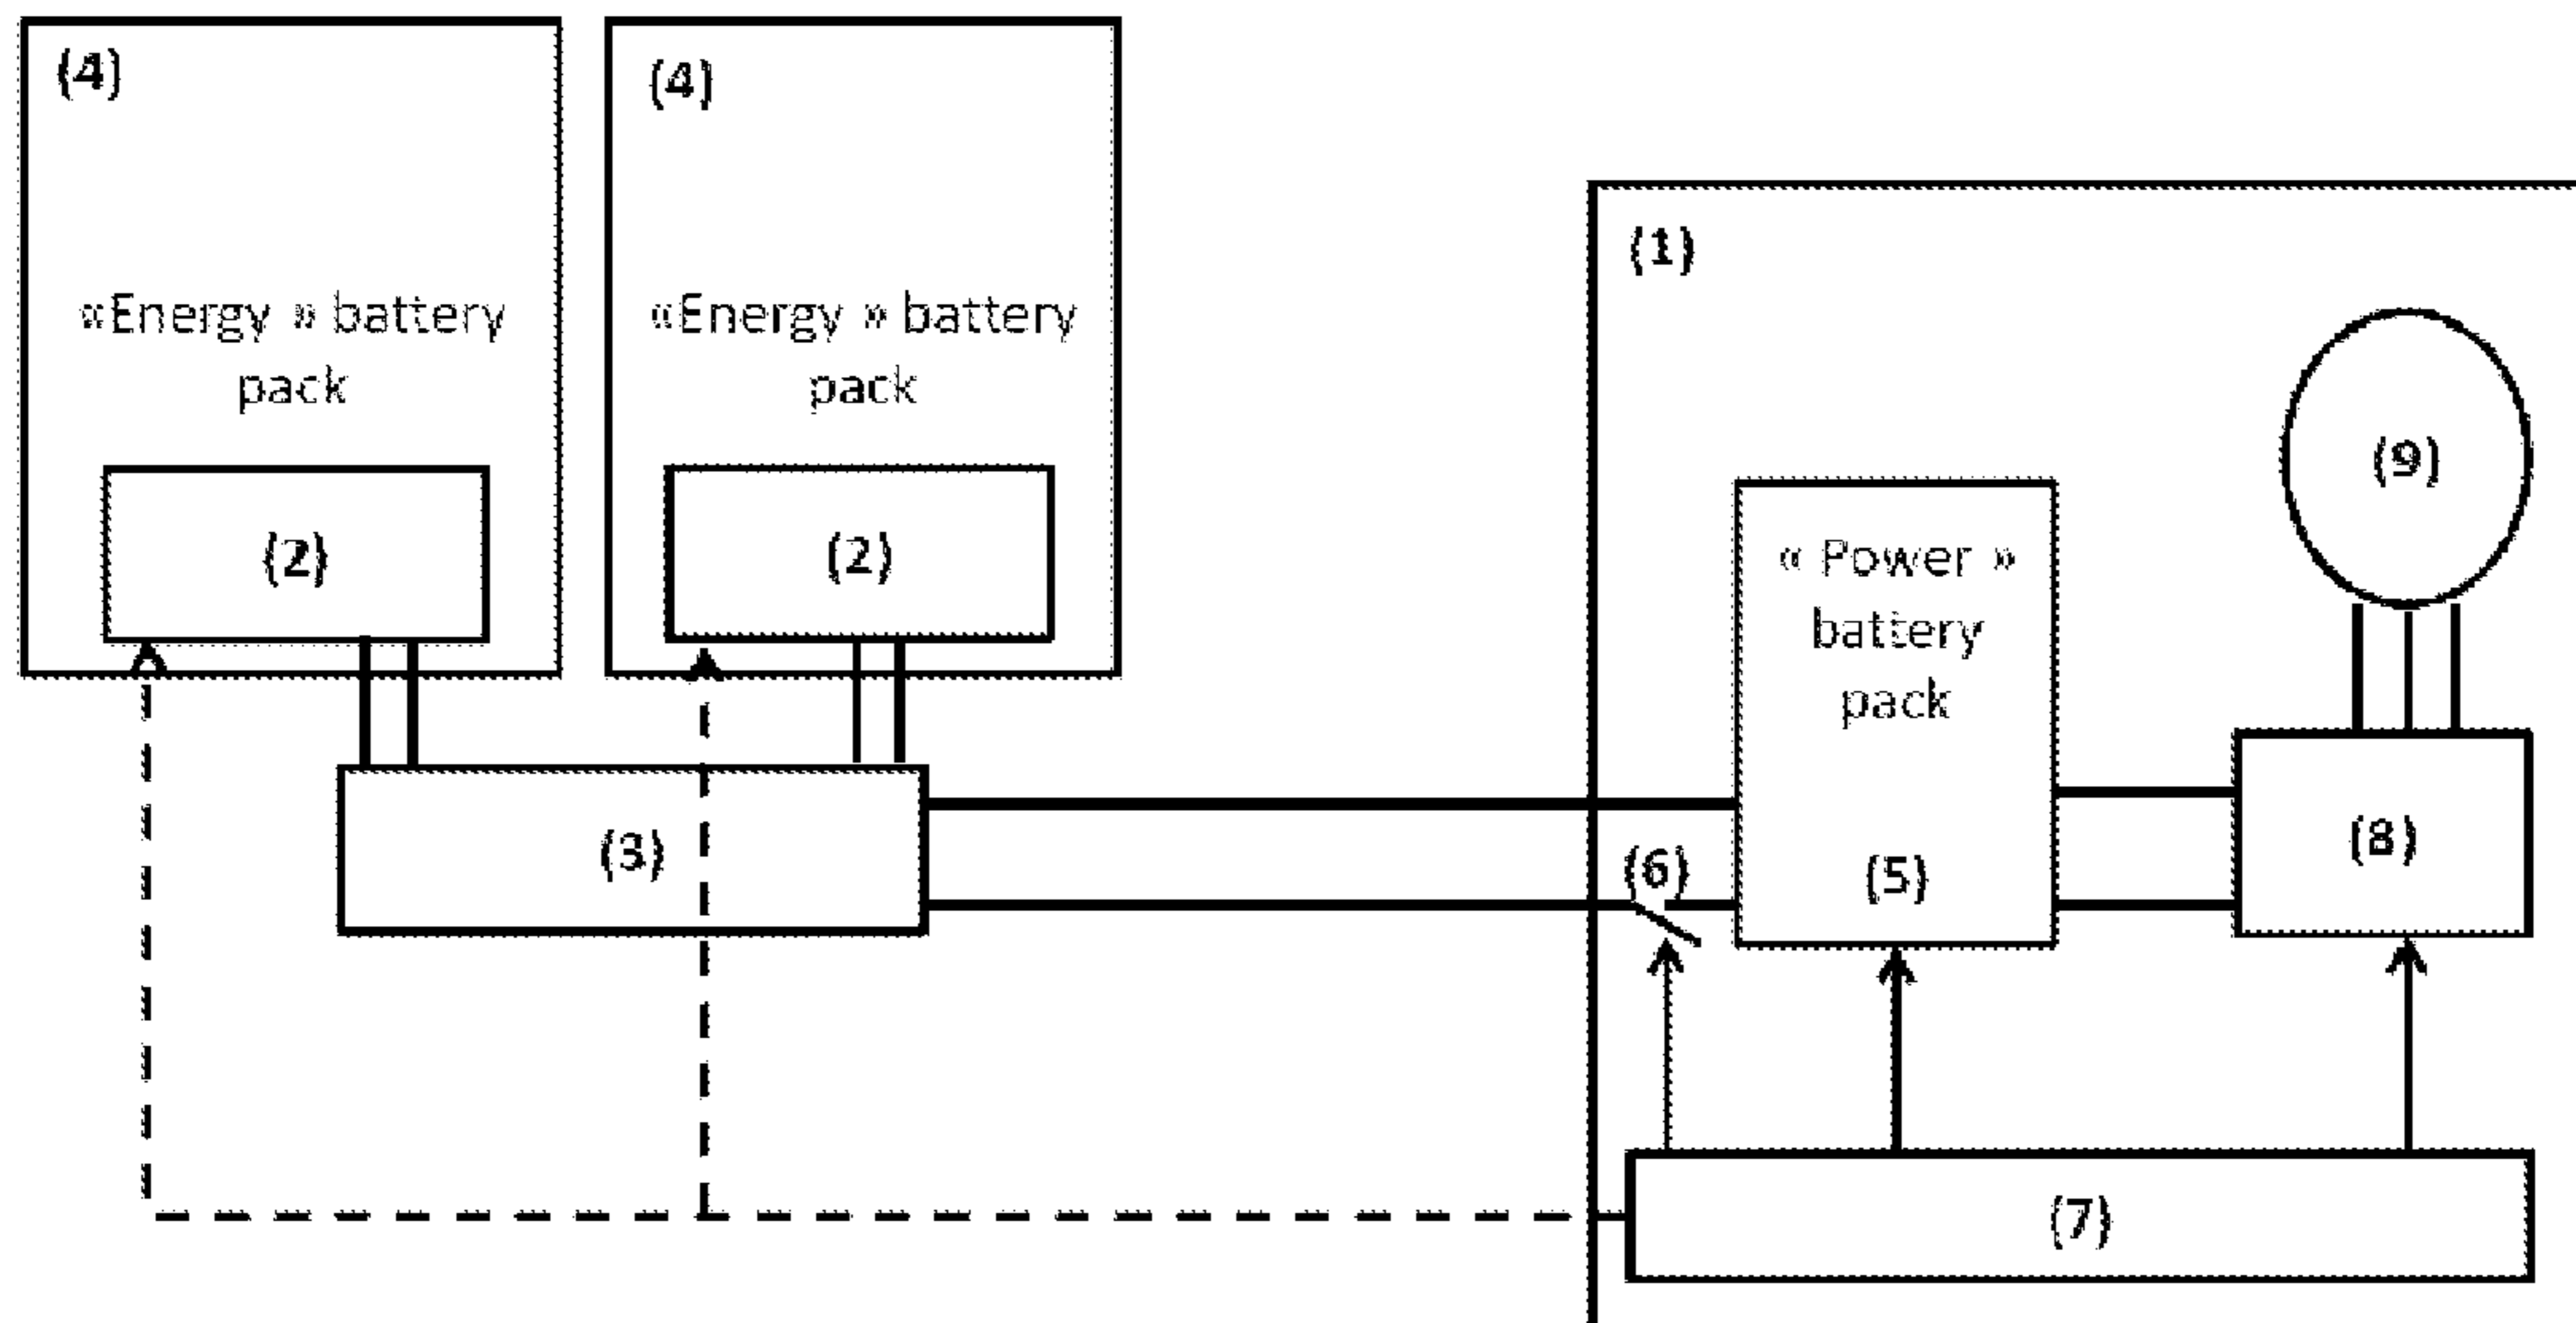 (4)
«Energy » battery
pack
(2)
(4)
«Energy » battery
pack
(2)
(3)
(1)
(6)
« Power »
battery
pack
(5)
(9)
(8)
(7)